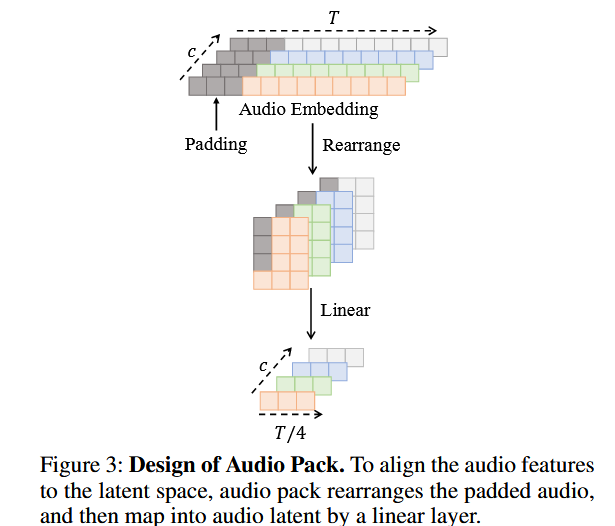 T
c
Audio Embedding
Padding
Rearrange
Linear
c
T/4
Figure 3: Design of Audio Pack. To align the audio features
to the latent space, audio pack rearranges the padded audio,
and then map into audio latent by a linear layer.